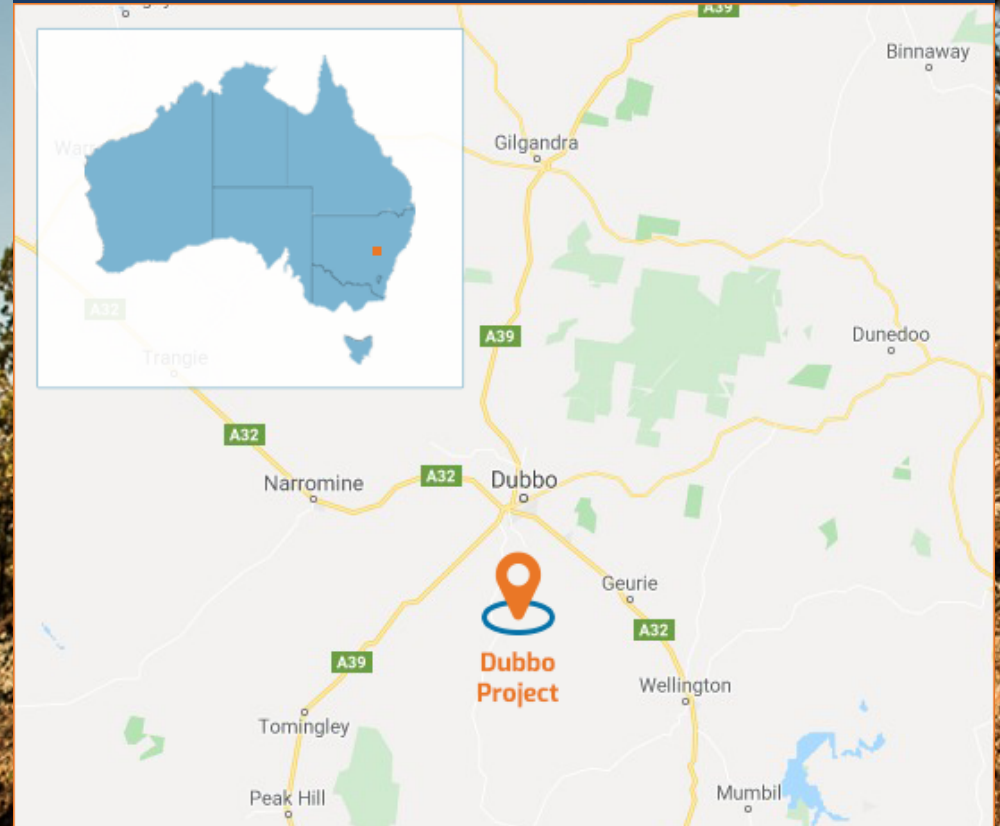 A39
Binnaway
Gilgandra
A32
A39
Dunedoo
Trangie
A32
Narromine
A32
Dubbo
Geurie
A32
Dubbo
Project
A39
Wellington
Tomingley
Peak Hill
Mumbil